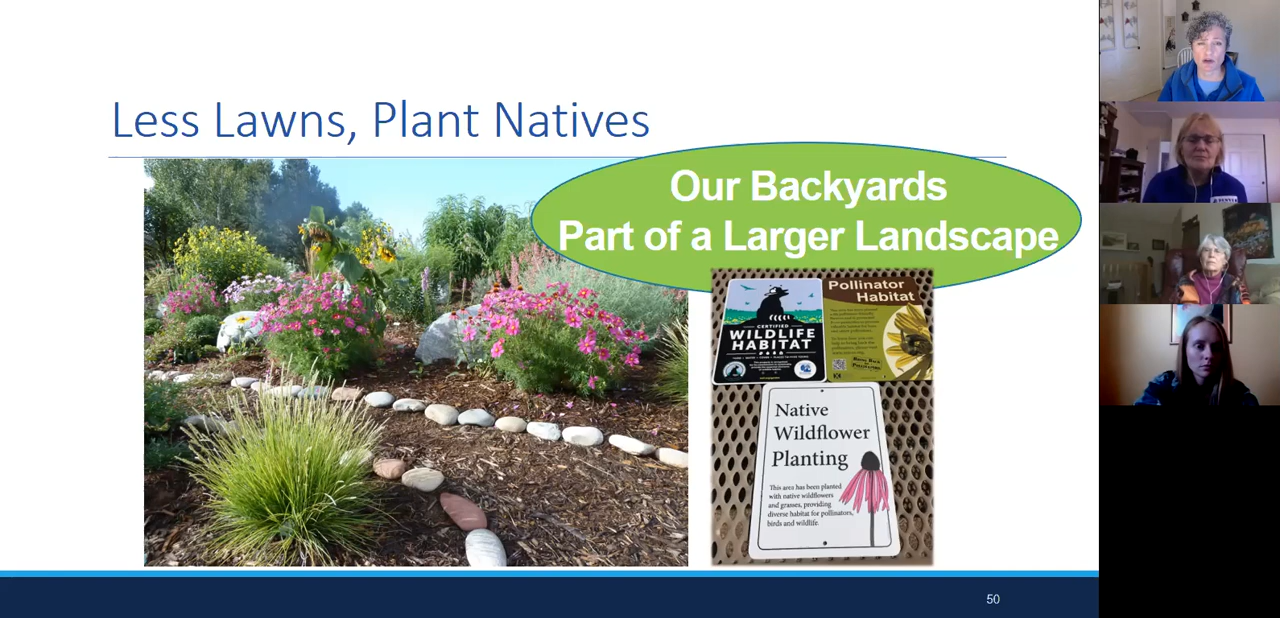 Less Lawns, Plant Natives
Our Backyards
Part of a Larger Landscape
CERTIFIED
WILDLIFE
HABITAT
Pollinator
Habitat
Native
Wildflower
Planting
This area has been planted
with native wildflowers
and grasses, providing
diverse habitat for pollinators,
birds and wildlife.
50